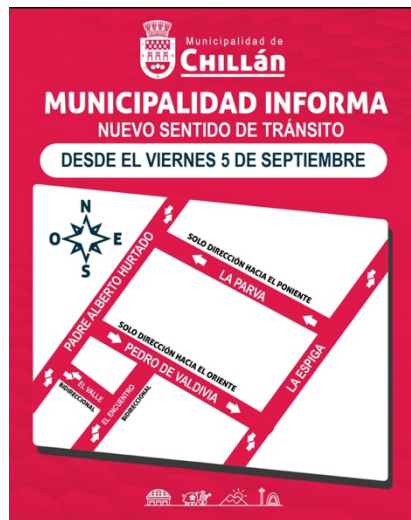 Municipalidad de
CHILLán
MUNICIPALIDAD INFORMA
NUEVO SENTIDO DE TRÁNSITO
DESDE EL VIERNES 5 DE SEPTIEMBRE
N
O E
S
SOLO DIRECCIÓN HACIA EL PONIENTE
LA PARVA
PADRE ALBERTO HURTADO
SOLO DIRECCIÓN HACIA EL ORIENTE
PEDRO DE VALDIVIA
LA ESPIGA
EL VALLE
BIDIRECCIONAL
EL ENCUENTRO
BIDIRECCIONAL